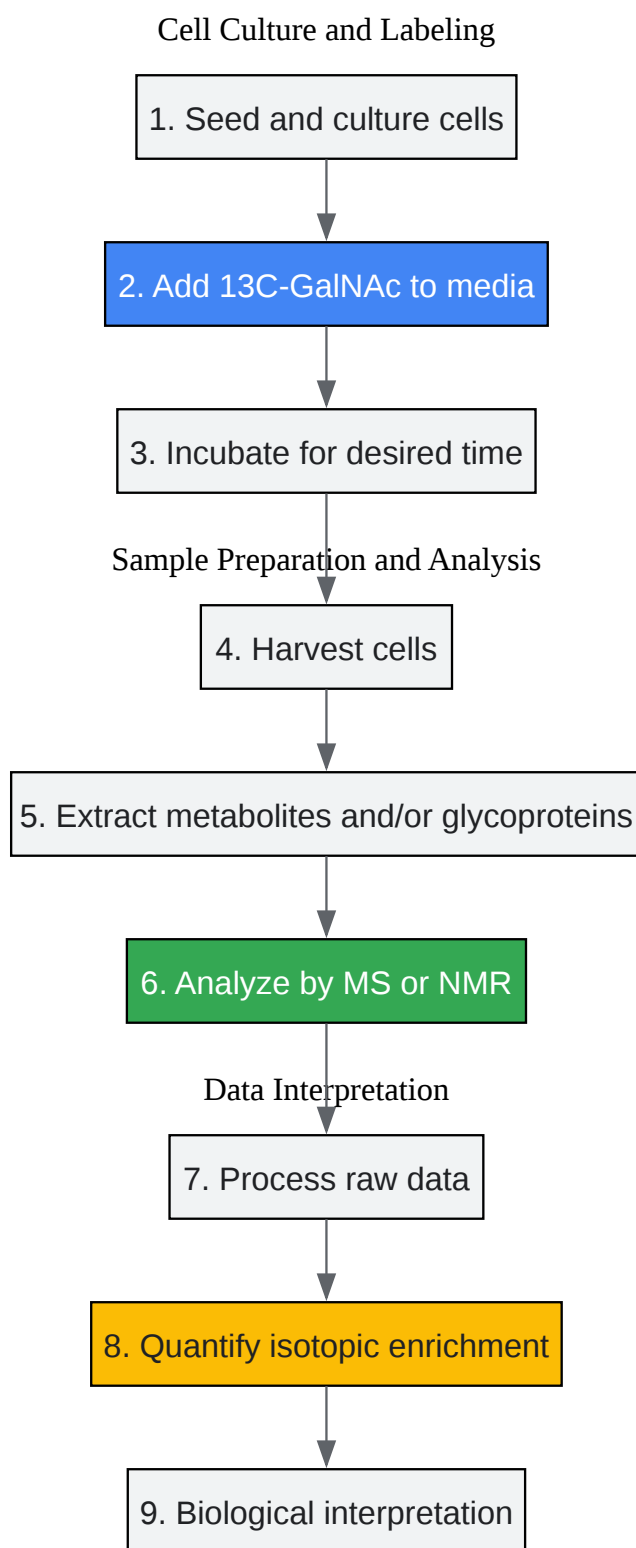 Cell Culture and Labeling
1. Seed and culture cells
2. Add 13C-GalNAc to media
3. Incubate for desired time
Sample Preparation and Analysis
4. Harvest cells
5. Extract metabolites and/or glycoproteins
6. Analyze by MS or NMR
Data Interpretation
7. Process raw data
8. Quantify isotopic enrichment
9. Biological interpretation